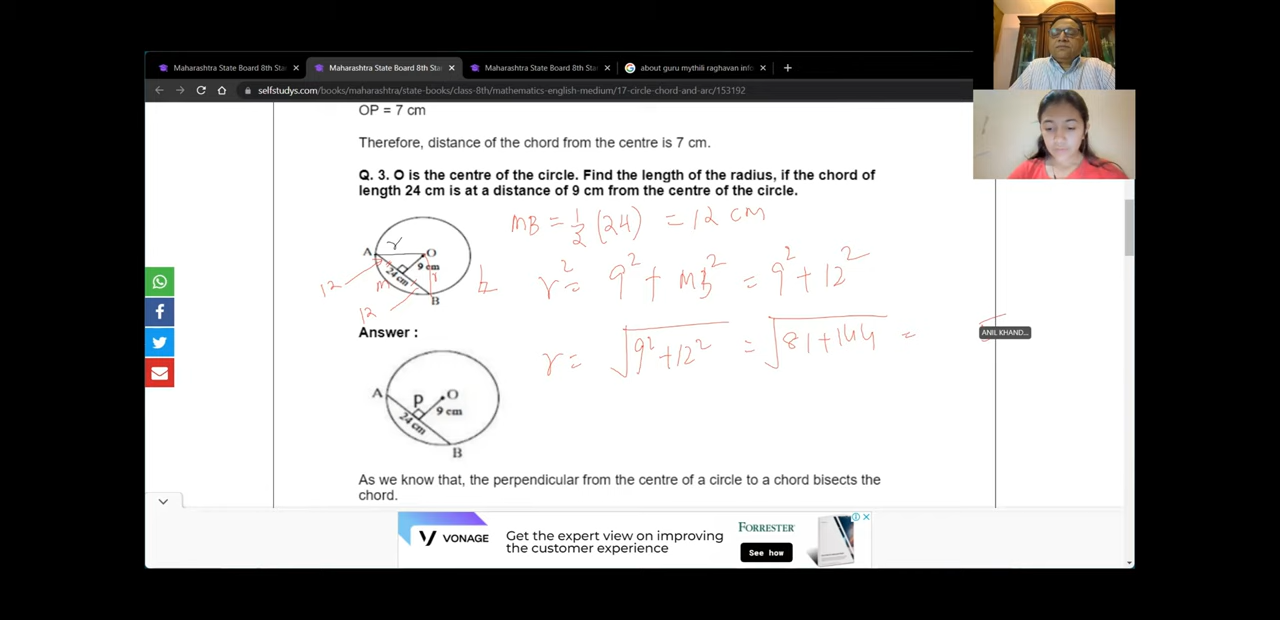 Maharashtra State Board 8th Sta
Maharashtra State Board 8th Sta
Maharashtra State Board 8th Sta
about guru mythili raghavan info
selfstudys.com/books/maharashtra/state-books/class-8th/mathematics-english-medium/17-circle-chord-and-arc/153192
OP = 7 cm
Therefore, distance of the chord from the centre is 7 cm.
Q. 3. O is the centre of the circle. Find the length of the radius, if the chord of
length 24 cm is at a distance of 9 cm from the centre of the circle.
MB = 1/2 (24) = 12 cm
A r O
9 cm
24 cm
M
B
12
12
r² = 9² + MB² = 9² + 12²
Answer :
r = √(9² + 12²) = √(81 + 144) =
ANIL KHAND...
A P O
9 cm
24 cm
B
As we know that, the perpendicular from the centre of a circle to a chord bisects the
chord.
VONAGE
Get the expert view on improving
the customer experience
FORRESTER
See how